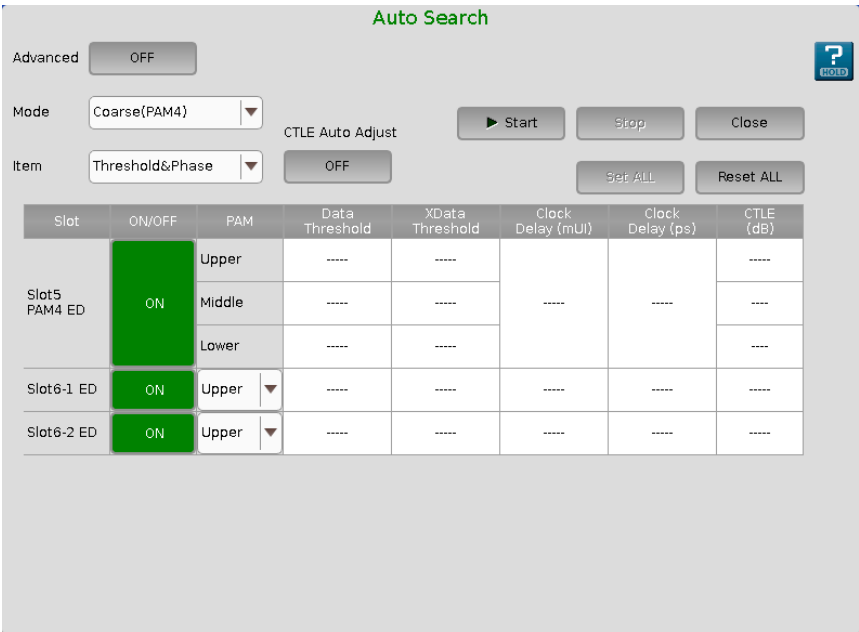 Auto Search
Advanced OFF
? HOLD
Mode Coarse(PAM4)
CTLE Auto Adjust
Start Stop Close
Item Threshold&Phase OFF
Set ALL Reset ALL
Slot ON/OFF PAM Data Threshold XData Threshold Clock Delay (mUI) Clock Delay (ps) CTLE (dB)
Slot5 PAM4 ED ON
Upper ----- ----- ----- ----- -----
Middle ----- ----- ----
Lower ----- ----- ----
Slot6-1 ED ON Upper ----- ----- ----- ----- -----
Slot6-2 ED ON Upper ----- ----- ----- ----- -----